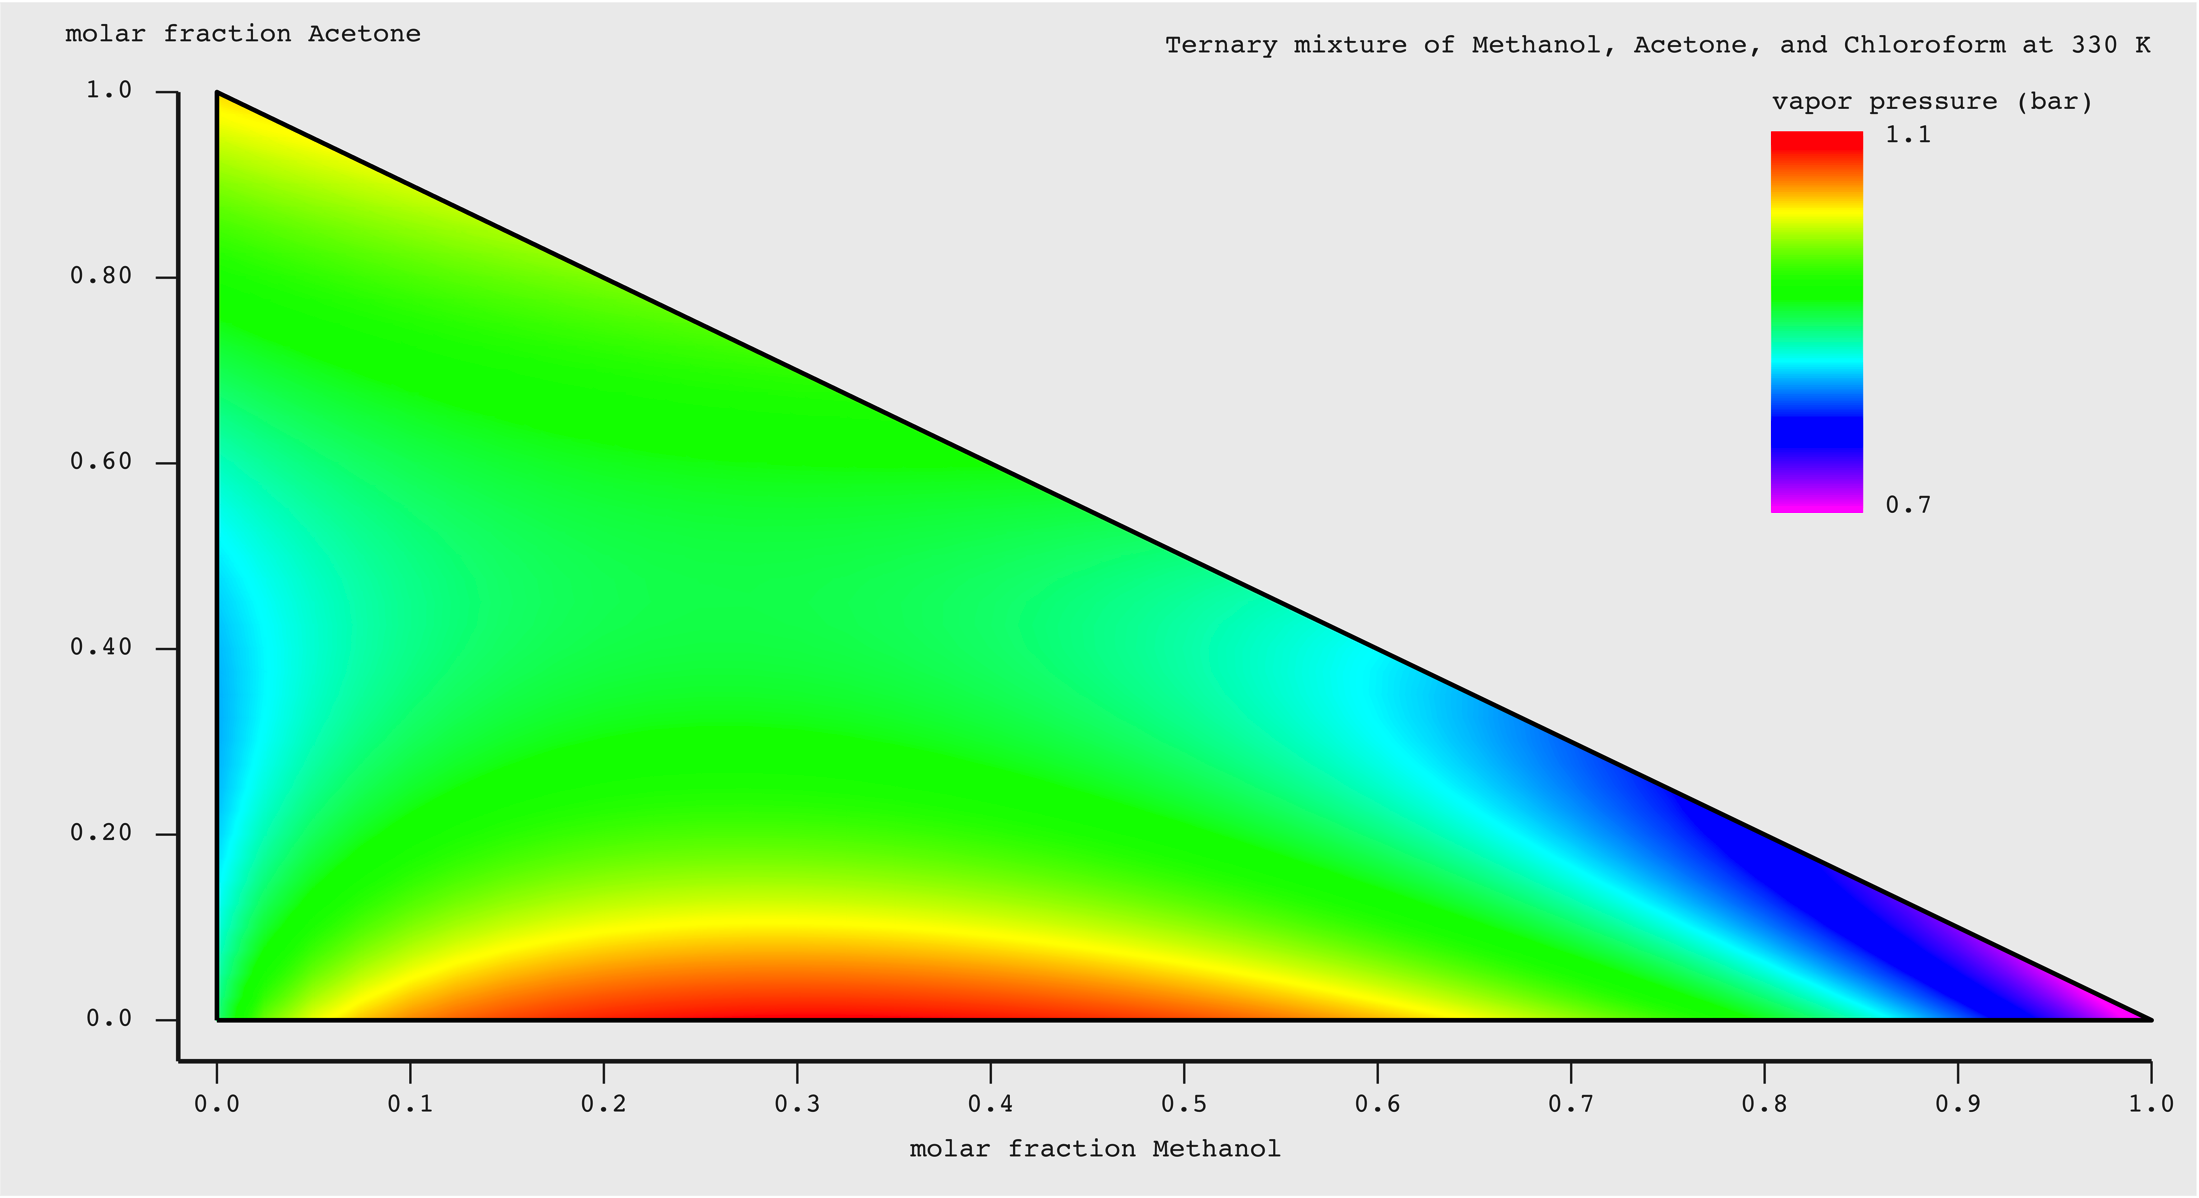 molar fraction Acetone
Ternary mixture of Methanol, Acetone, and Chloroform at 330 K
1.0
vapor pressure (bar)
1.1
0.80
0.60
0.7
0.40
0.20
0.0
0.0 0.1 0.2 0.3 0.4 0.5 0.6 0.7 0.8 0.9 1.0
molar fraction Methanol